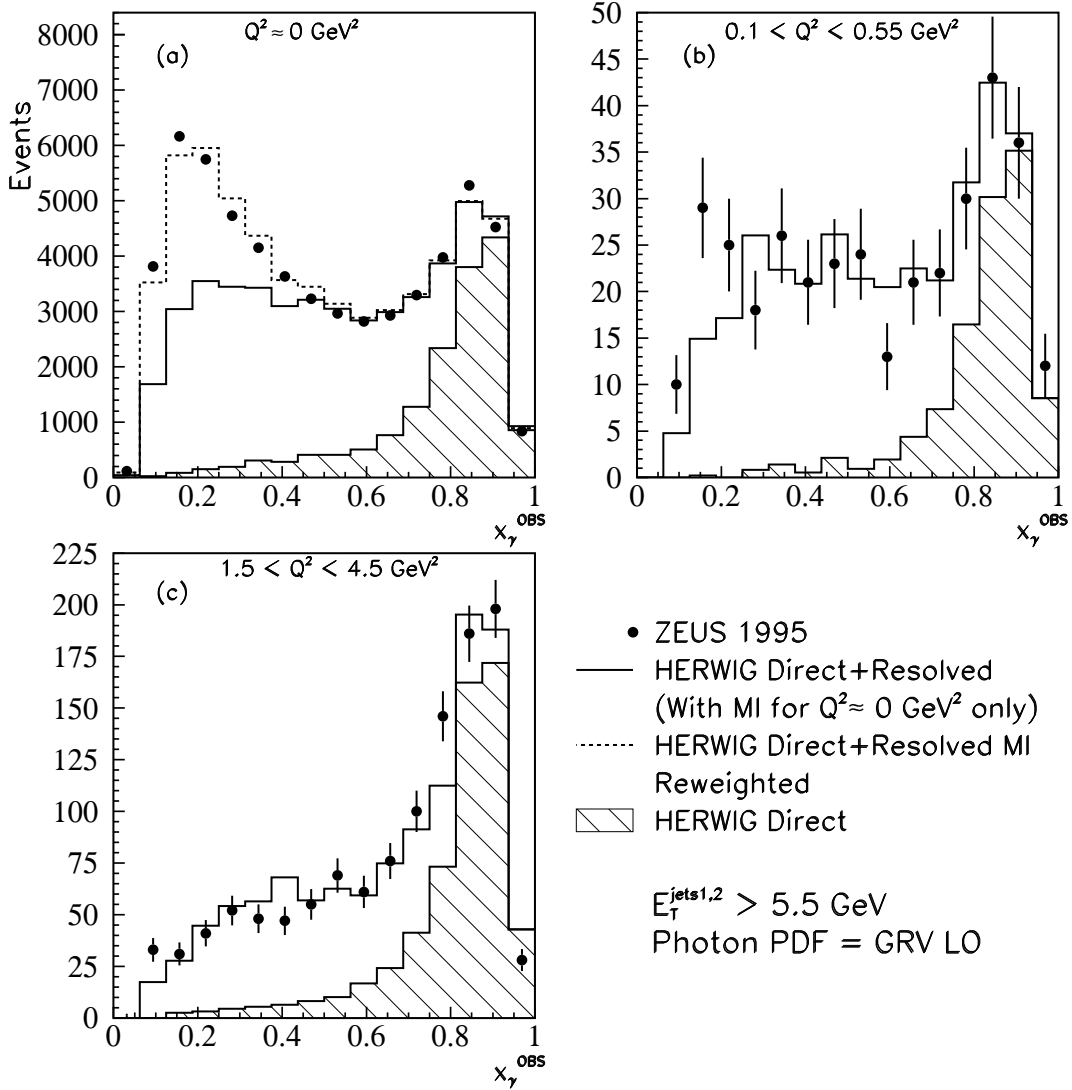 (a)
Q² ≈ 0 GeV²
Events
8000
7000
6000
5000
4000
3000
2000
1000
0
0 0.2 0.4 0.6 0.8 1
xγ^OBS
(b)
0.1 < Q² < 0.55 GeV²
50
45
40
35
30
25
20
15
10
5
0
0 0.2 0.4 0.6 0.8 1
xγ^OBS
(c)
1.5 < Q² < 4.5 GeV²
225
200
175
150
125
100
75
50
25
0
0 0.2 0.4 0.6 0.8 1
xγ^OBS
ZEUS 1995
HERWIG Direct+Resolved
(With MI for Q²≈ 0 GeV² only)
HERWIG Direct+Resolved MI
Reweighted
HERWIG Direct
E_T^jets1,2 > 5.5 GeV
Photon PDF = GRV LO